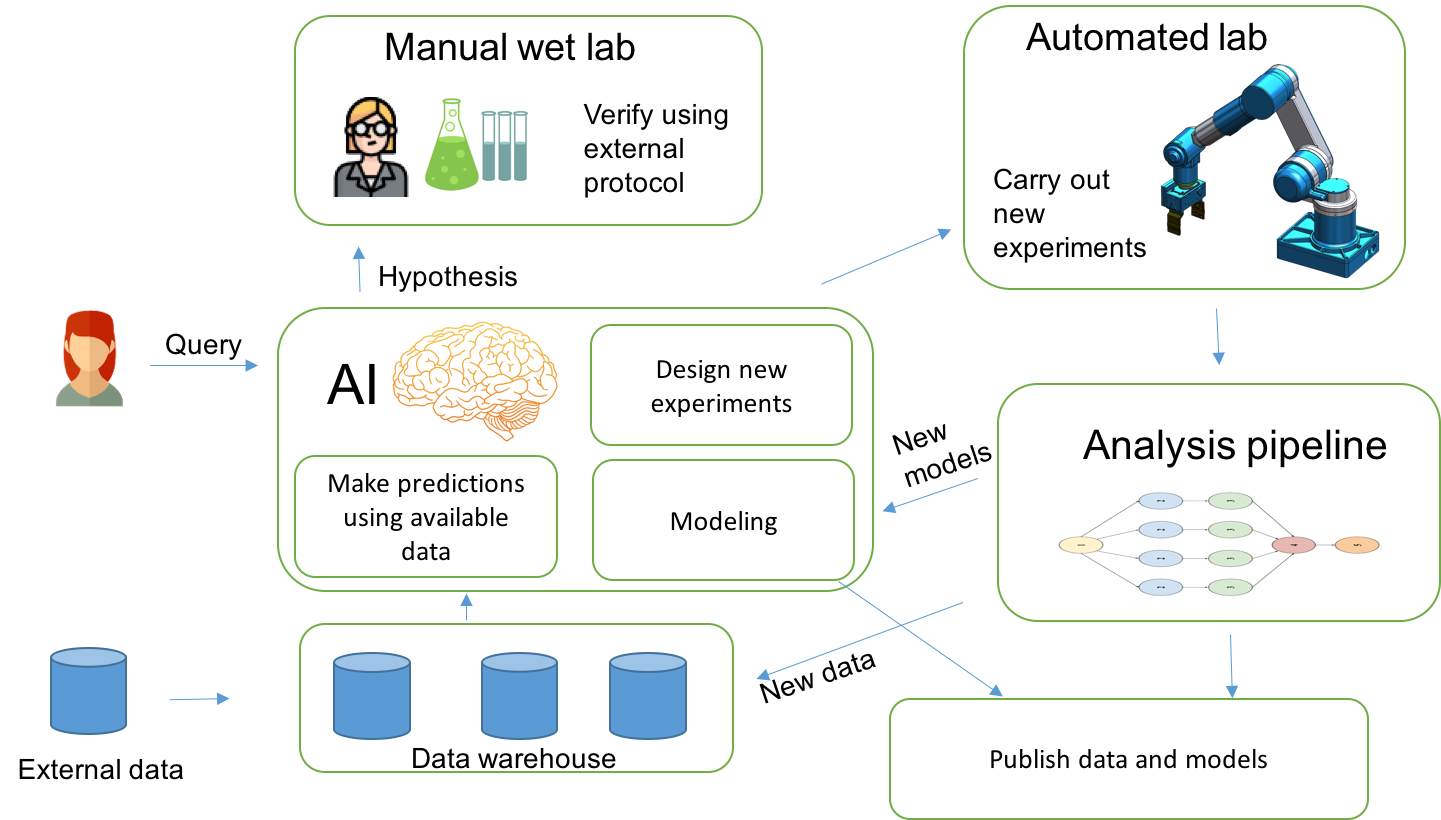 Manual wet lab
Verify using
external
protocol
Automated lab
Carry out
new
experiments
Hypothesis
Query
AI
Design new
experiments
Make predictions
using available
data
Modeling
New
models
Analysis pipeline
New data
Data warehouse
External data
Publish data and models